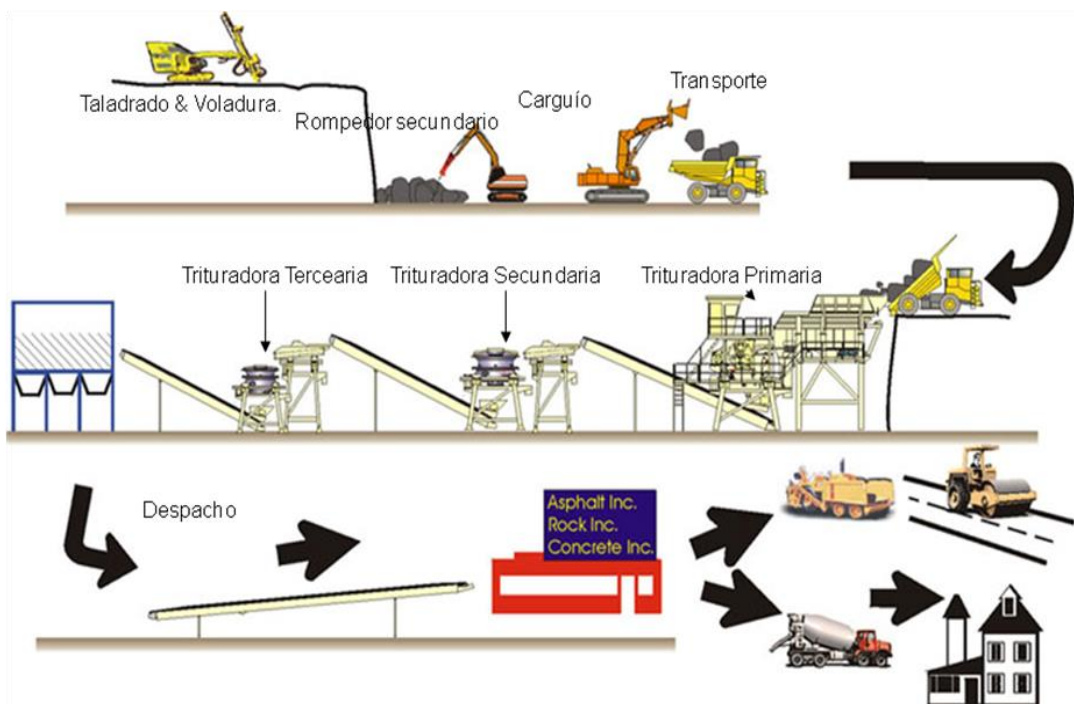 Taladrado & Voladura.
Rompedor secundario
Carguío
Transporte
Trituradora Tercearia
Trituradora Secundaria
Trituradora Primaria
Despacho
Asphalt Inc.
Rock Inc.
Concrete Inc.